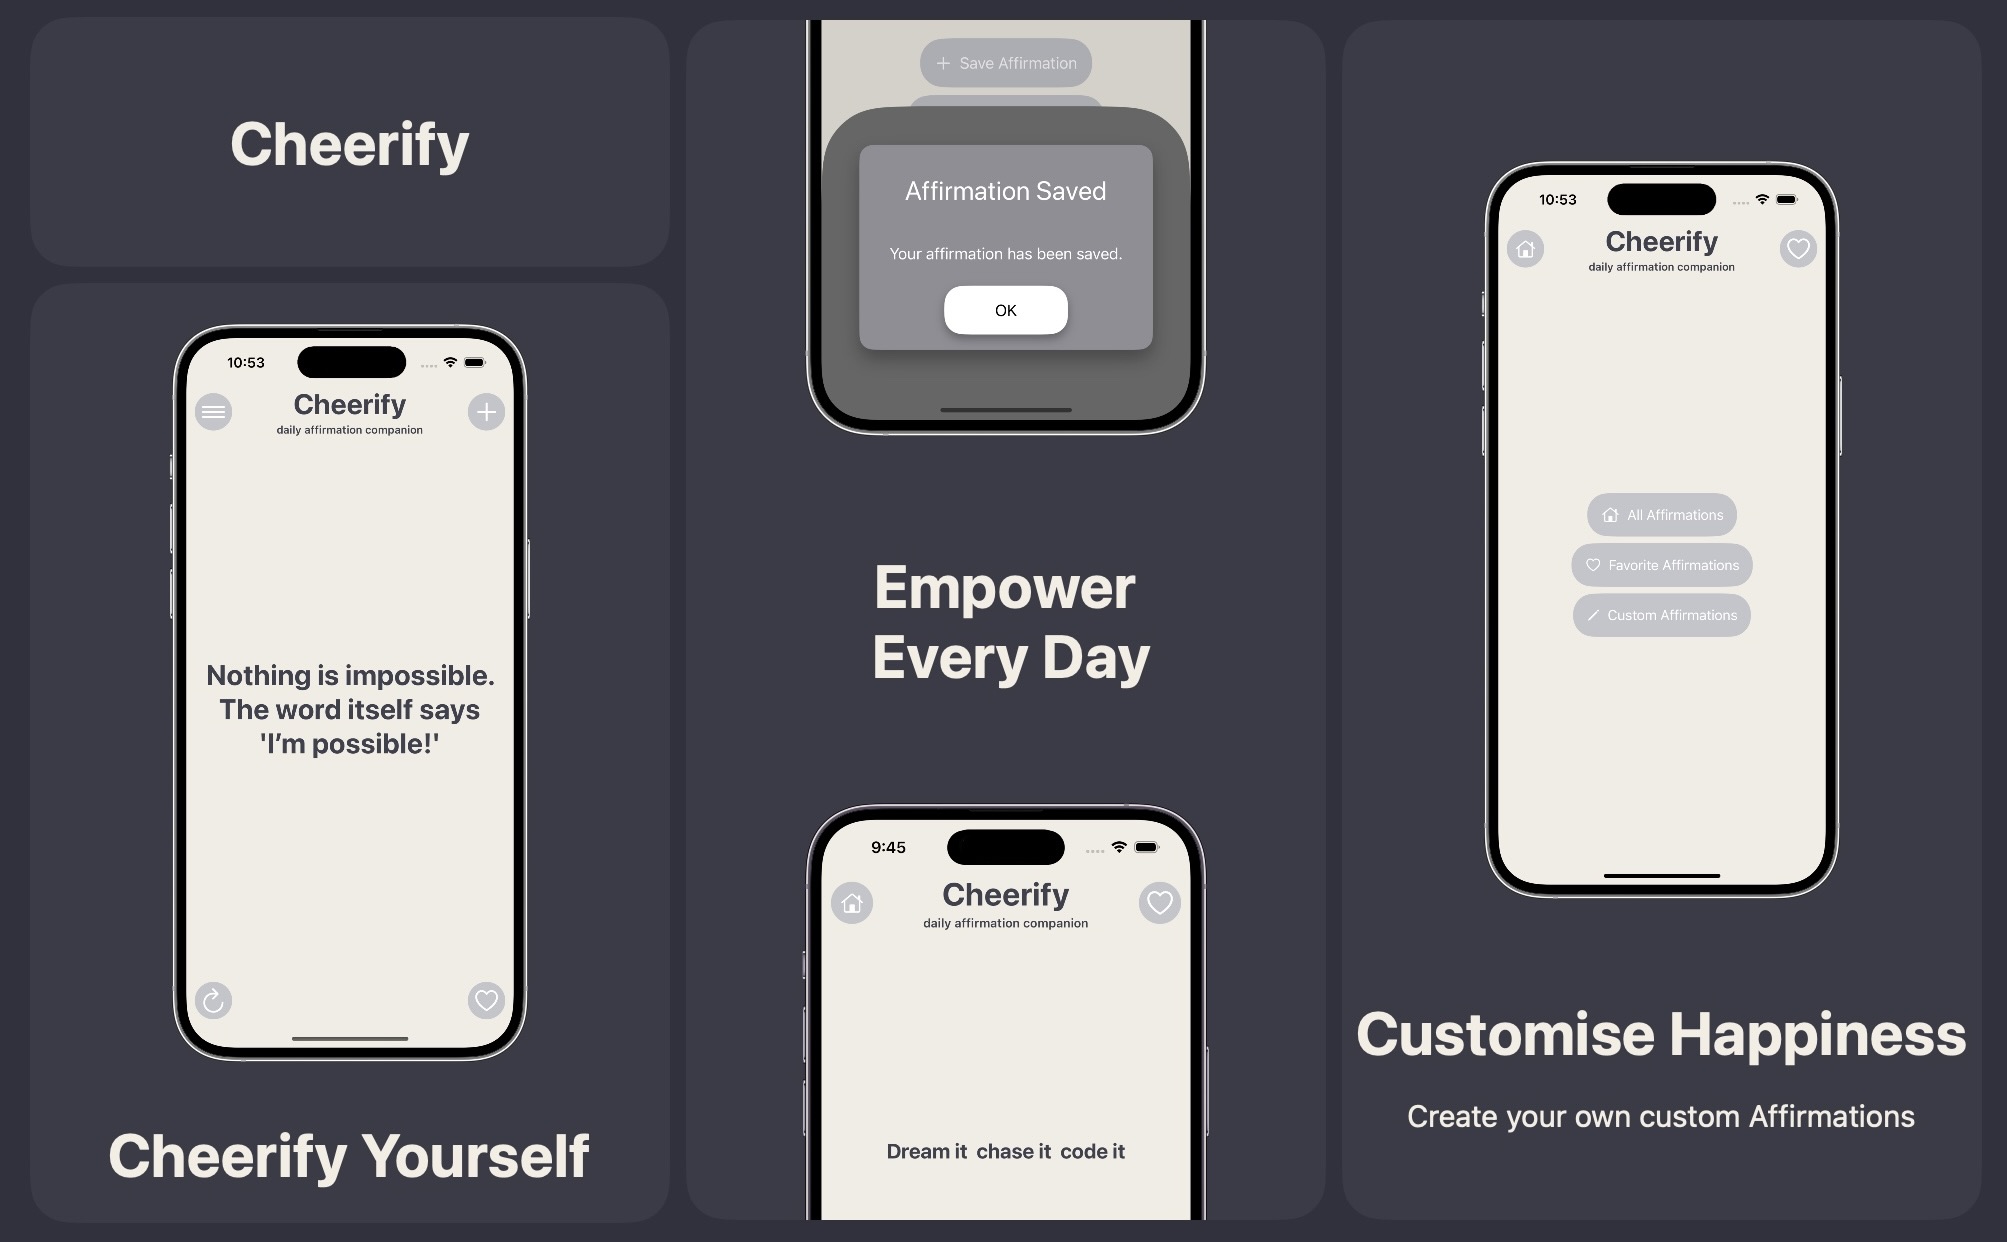 Cheerify
10:53
Cheerify
daily affirmation companion
Nothing is impossible.
The word itself says
'I’m possible!'
Cheerify Yourself
Save Affirmation
Affirmation Saved
Your affirmation has been saved.
OK
Empower
Every Day
9:45
Cheerify
daily affirmation companion
Dream it  chase it  code it
10:53
Cheerify
daily affirmation companion
All Affirmations
Favorite Affirmations
Custom Affirmations
Customise Happiness
Create your own custom Affirmations